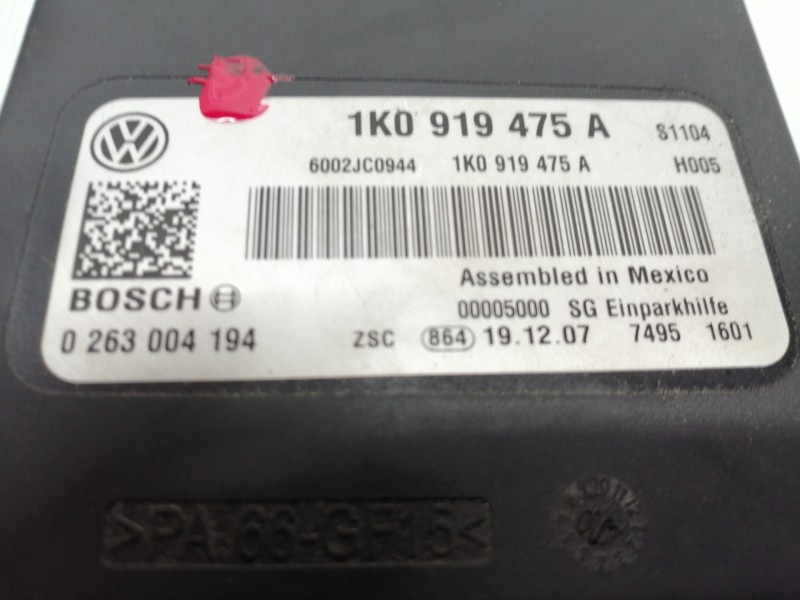 1K0 919 475 A S1104
6002JC0944 1K0 919 475 A H005
Assembled in Mexico
BOSCH 00005000 SG Einparkhilfe
0 263 004 194 ZSC 864 19.12.07 7495 1601
>PA 66-GF15<